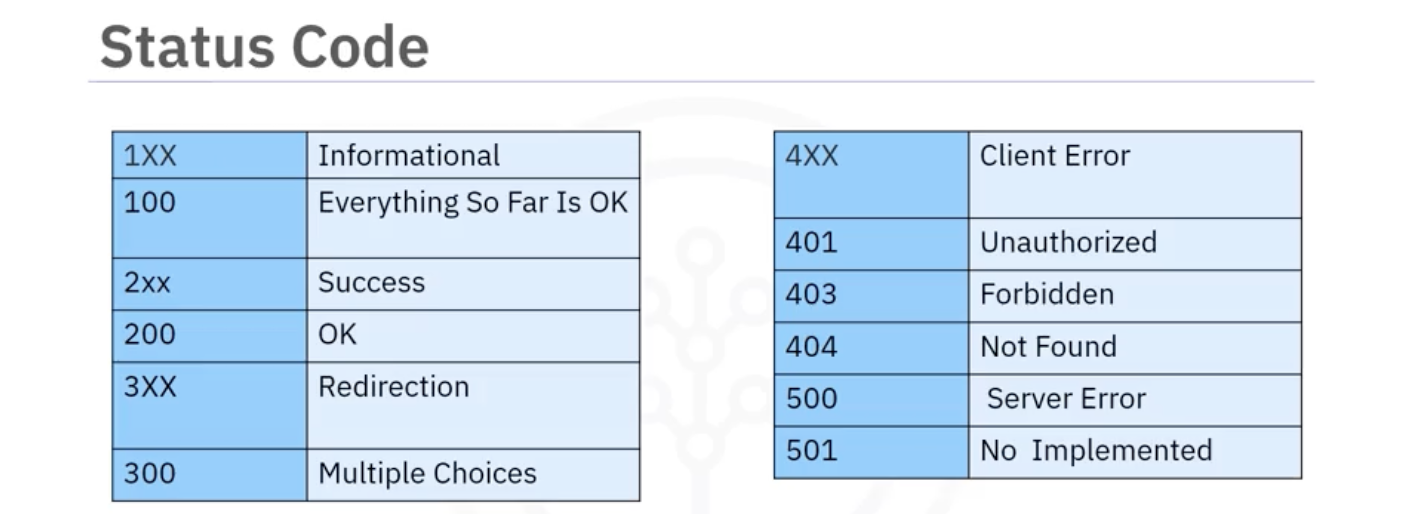 Status Code
1XX Informational
100 Everything So Far Is OK
2xx Success
200 OK
3XX Redirection
300 Multiple Choices
4XX Client Error
401 Unauthorized
403 Forbidden
404 Not Found
500 Server Error
501 No Implemented